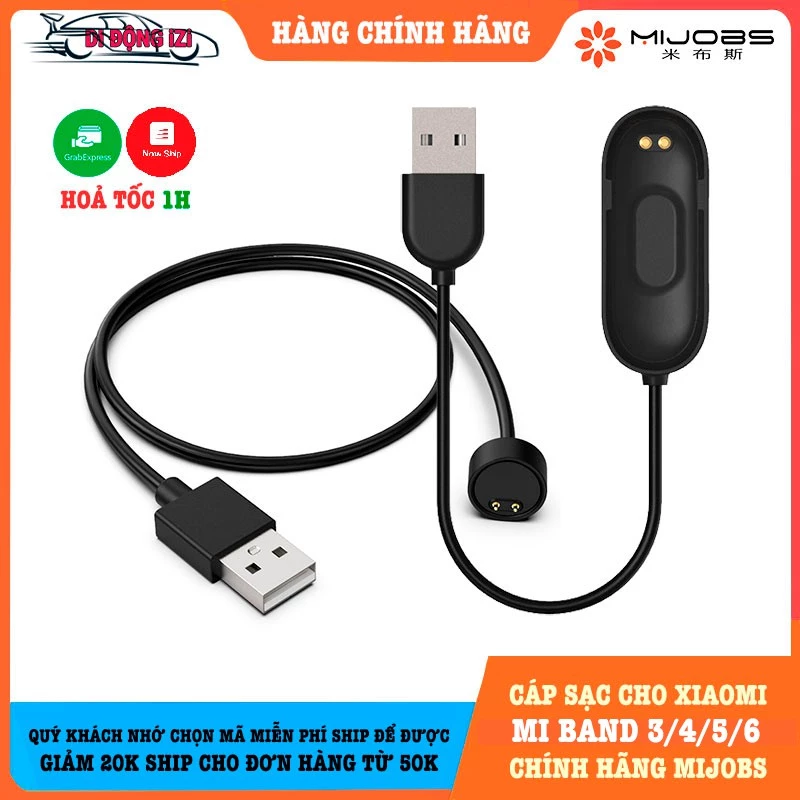 DI ĐỘNG IZI
HÀNG CHÍNH HÃNG
MIJOBS
米布斯
GrabExpress
Now Ship
HOẢ TỐC 1H
CÁP SẠC CHO XIAOMI
MI BAND 3/4/5/6
CHÍNH HÃNG MIJOBS
QUÝ KHÁCH NHỚ CHỌN MÃ MIỄN PHÍ SHIP ĐỂ ĐƯỢC
GIẢM 20K SHIP CHO ĐƠN HÀNG TỪ 50K